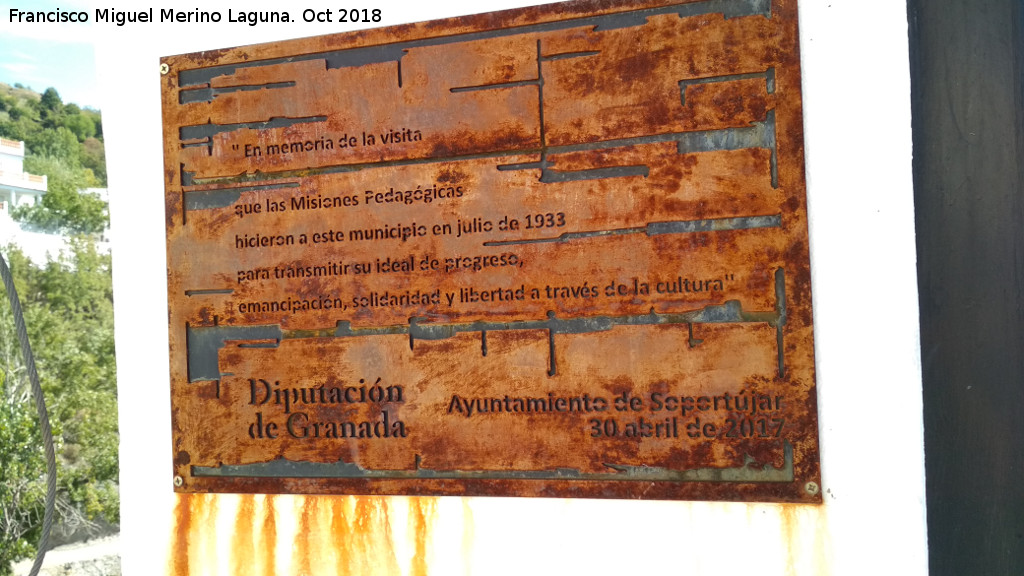 Francisco Miguel Merino Laguna. Oct 2018
" En memoria de la visita
que las Misiones Pedagógicas
hicieron a este municipio en julio de 1933
para transmitir su ideal de progreso,
emancipación, solidaridad y libertad a través de la cultura"
Diputación
de Granada
Ayuntamiento de Soportújar
30 abril de 2017